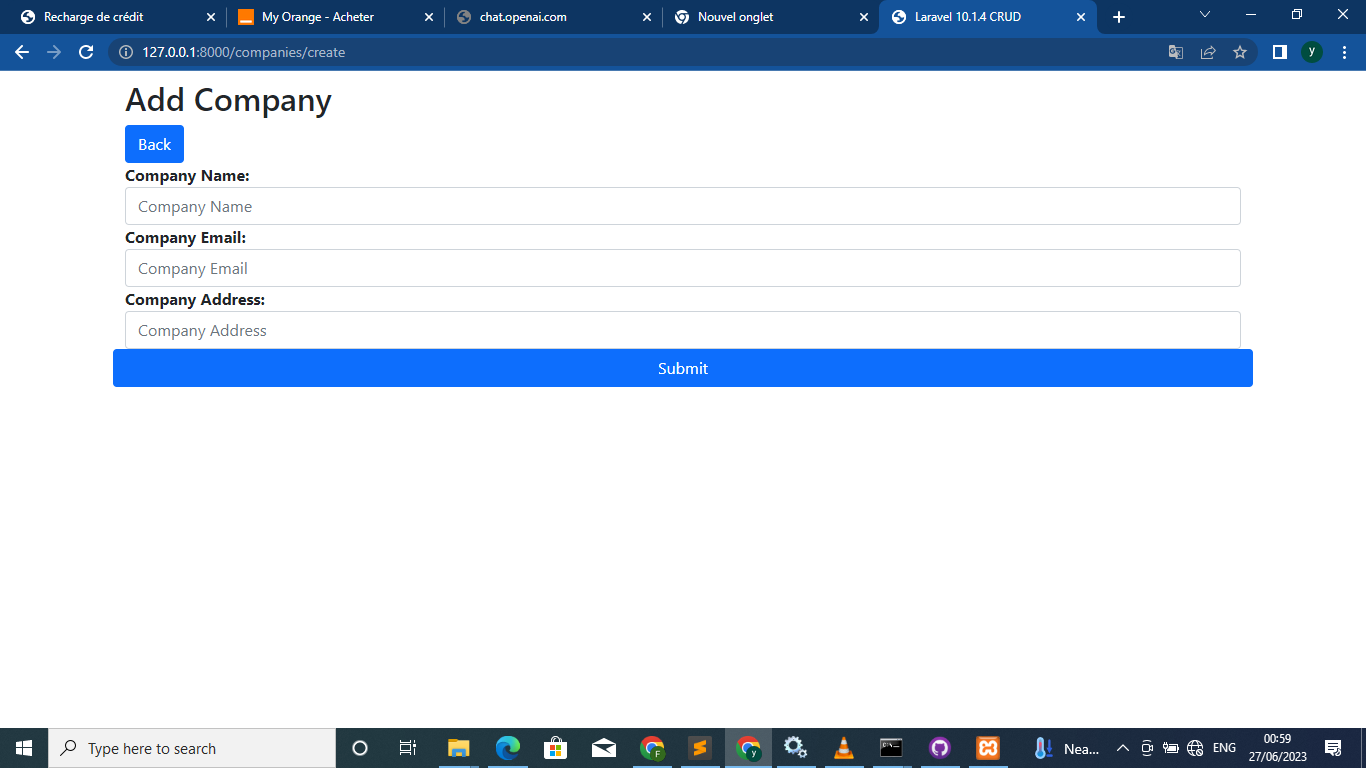 Recharge de crédit
My Orange - Acheter
chat.openai.com
Nouvel onglet
Laravel 10.1.4 CRUD
127.0.0.1:8000/companies/create
y
Add Company
Back
Company Name:
Company Name
Company Email:
Company Email
Company Address:
Company Address
Submit
Type here to search
F
y
Nea...
ENG
00:59
27/06/2023